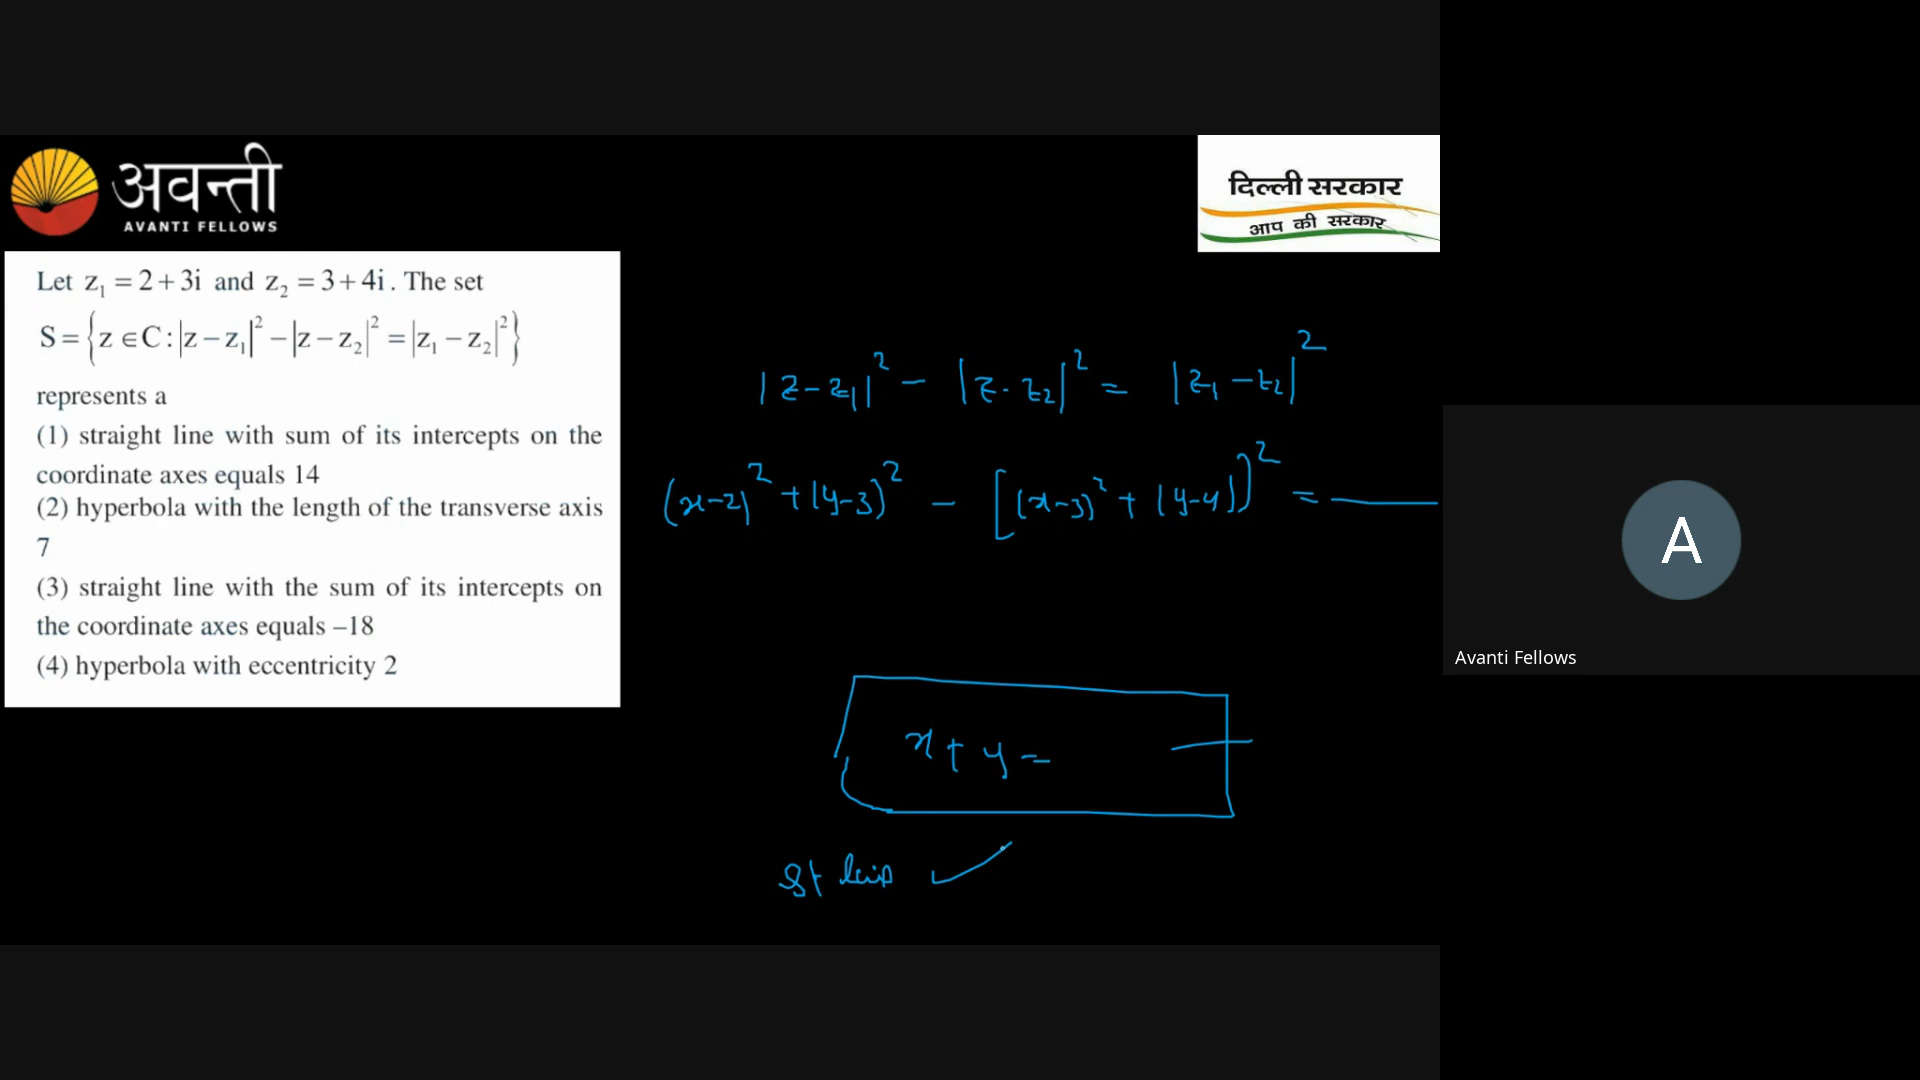 अवन्ती
AVANTI FELLOWS
दिल्ली सरकार
आप की सरकार
Let z₁ = 2 + 3i and z₂ = 3 + 4i . The set
S = {z ∈ C : |z − z₁|² − |z − z₂|² = |z₁ − z₂|²}
represents a
(1) straight line with sum of its intercepts on the
coordinate axes equals 14
(2) hyperbola with the length of the transverse axis
7
(3) straight line with the sum of its intercepts on
the coordinate axes equals –18
(4) hyperbola with eccentricity 2
|z − z₁|² − |z · z₂|² = |z₁ − z₂|²
(x−2)² + (y−3)² − [(x−3)² + (y−4))² =
x + y =
st
A
Avanti Fellows